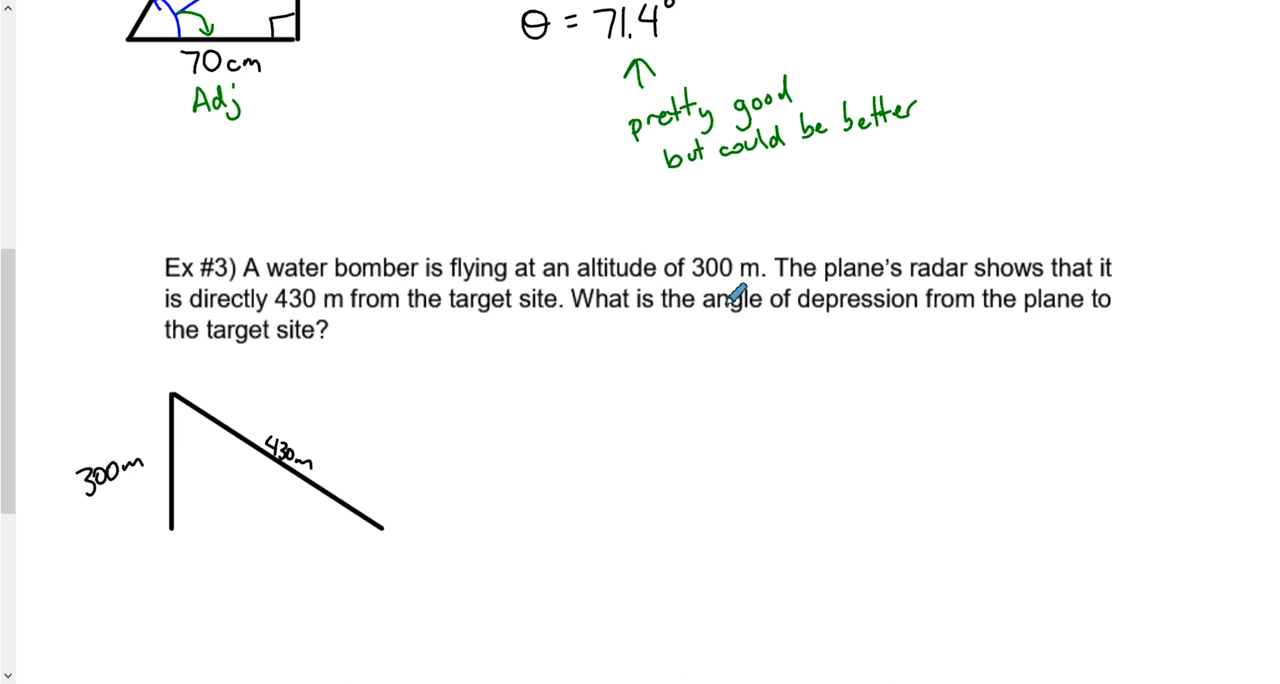 θ = 71.4°
70cm
Adj
pretty good
but could be better
Ex #3) A water bomber is flying at an altitude of 300 m. The plane's radar shows that it
is directly 430 m from the target site. What is the angle of depression from the plane to
the target site?
430m
300m